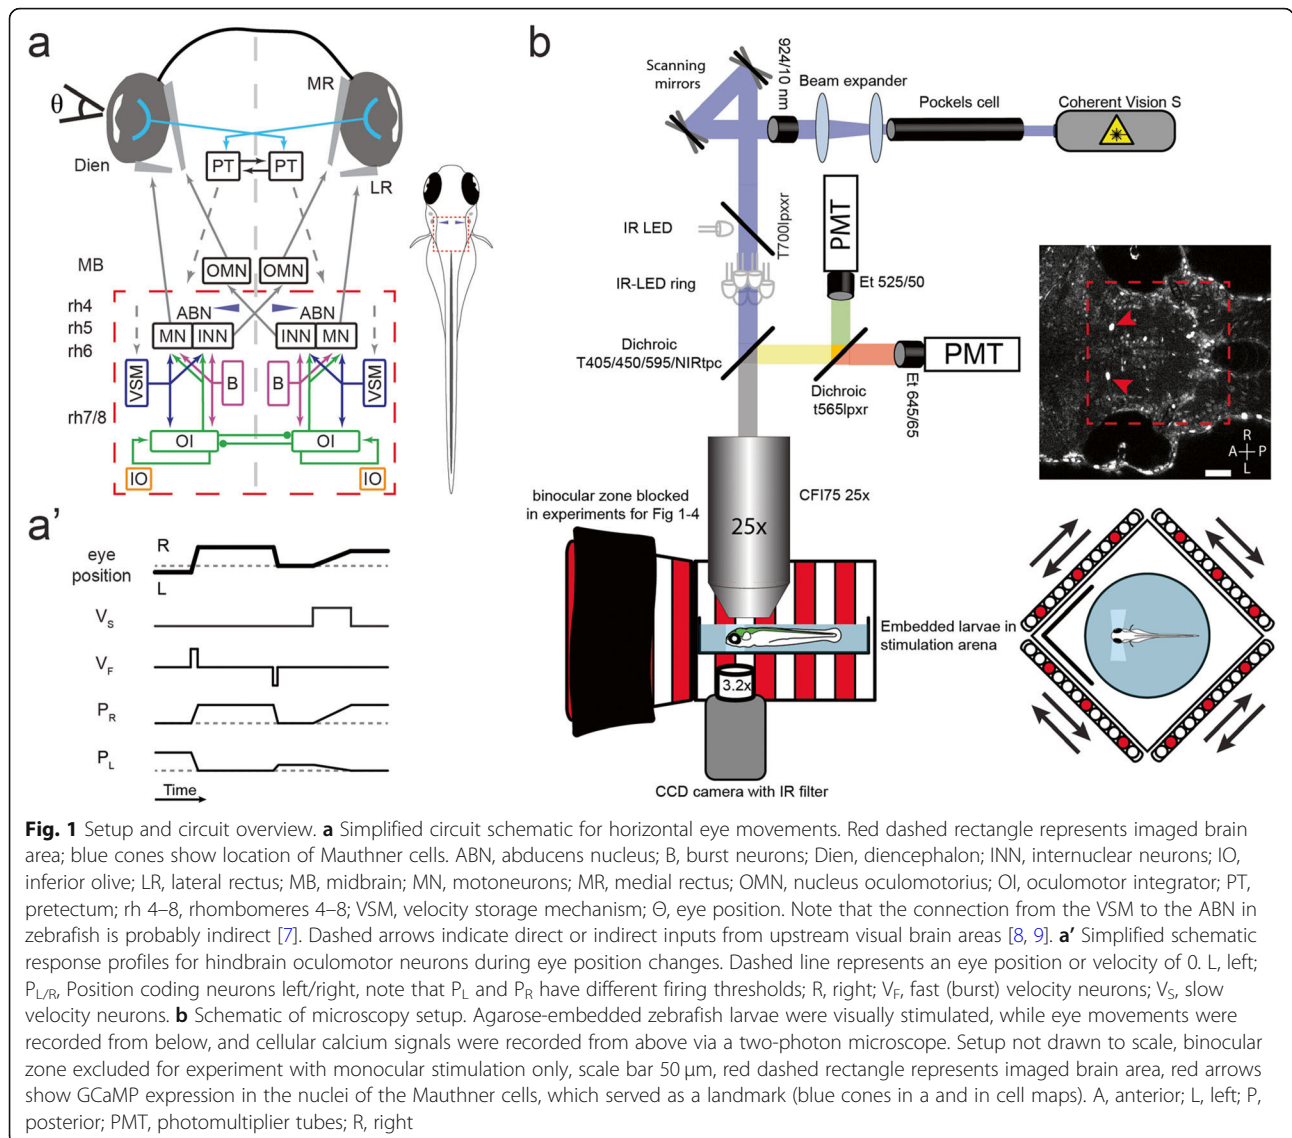 a
θ
MR
Dien
PT
PT
LR
MB
OMN
OMN
rh4
ABN
ABN
rh5
MN
INN
INN
MN
rh6
VSM
B
B
VSM
rh7/8
OI
OI
IO
IO
a'
eye position
R
L
VS
VF
PR
PL
Time
b
Scanning mirrors
924/10 nm
Beam expander
Pockels cell
Coherent Vision S
IR LED
T700lpxxr
PMT
IR-LED ring
Et 525/50
Dichroic
T405/450/595/NIRtpc
PMT
Dichroic
t565lpxr
Et 645/65
R
A
P
L
binocular zone blocked
in experiments for Fig 1-4
CFI75 25x
25x
Embedded larvae in
stimulation arena
3.2x
CCD camera with IR filter
Fig. 1 Setup and circuit overview. a Simplified circuit schematic for horizontal eye movements. Red dashed rectangle represents imaged brain
area; blue cones show location of Mauthner cells. ABN, abducens nucleus; B, burst neurons; Dien, diencephalon; INN, internuclear neurons; IO,
inferior olive; LR, lateral rectus; MB, midbrain; MN, motoneurons; MR, medial rectus; OMN, nucleus oculomotorius; OI, oculomotor integrator; PT,
pretectum; rh 4–8, rhombomeres 4–8; VSM, velocity storage mechanism; Θ, eye position. Note that the connection from the VSM to the ABN in
zebrafish is probably indirect [7]. Dashed arrows indicate direct or indirect inputs from upstream visual brain areas [8, 9]. a′ Simplified schematic
response profiles for hindbrain oculomotor neurons during eye position changes. Dashed line represents an eye position or velocity of 0. L, left;
PL/R, Position coding neurons left/right, note that PL and PR have different firing thresholds; R, right; VF, fast (burst) velocity neurons; VS, slow
velocity neurons. b Schematic of microscopy setup. Agarose-embedded zebrafish larvae were visually stimulated, while eye movements were
recorded from below, and cellular calcium signals were recorded from above via a two-photon microscope. Setup not drawn to scale, binocular
zone excluded for experiment with monocular stimulation only, scale bar 50 μm, red dashed rectangle represents imaged brain area, red arrows
show GCaMP expression in the nuclei of the Mauthner cells, which served as a landmark (blue cones in a and in cell maps). A, anterior; L, left; P,
posterior; PMT, photomultiplier tubes; R, right